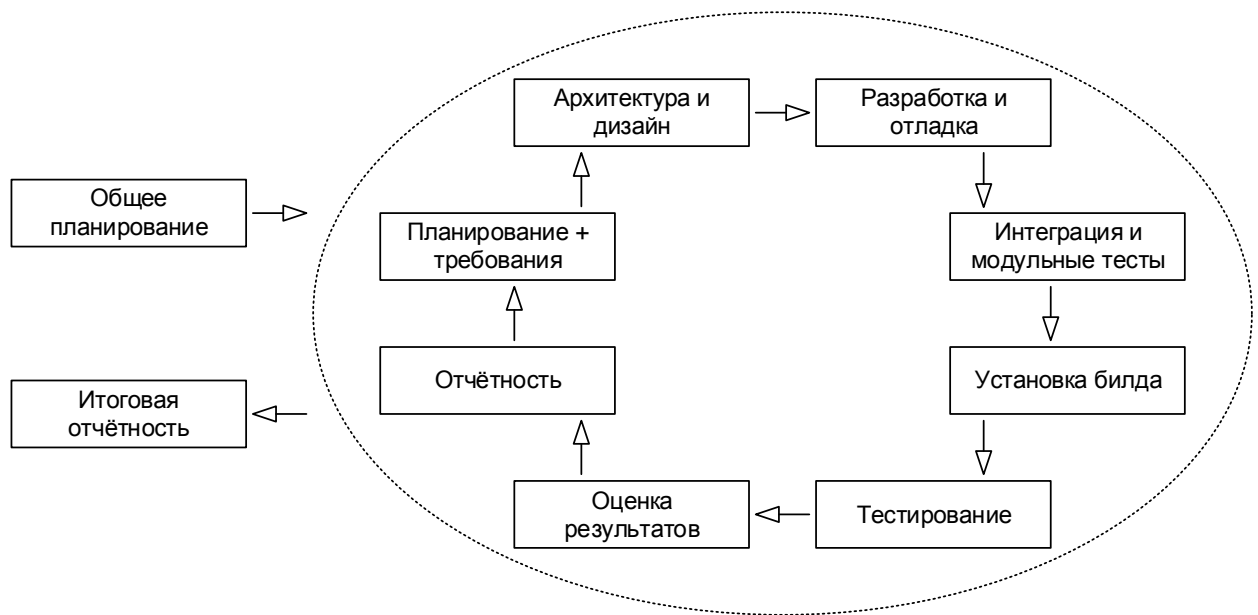 Архитектура и
дизайн
Разработка и
отладка
Общее
планирование
Планирование +
требования
Интеграция и
модульные тесты
Отчётность
Установка билда
Итоговая
отчётность
Оценка
результатов
Тестирование